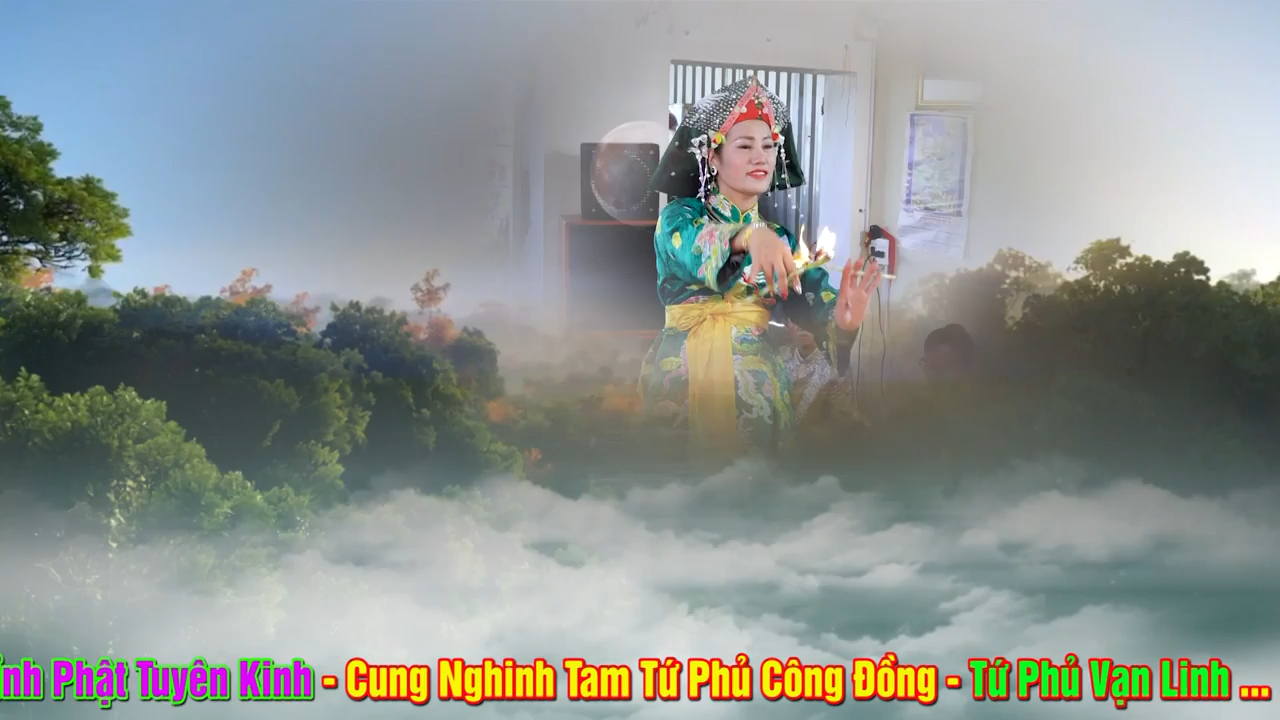 Phật Tuyên Kinh - Cung Nghinh Tam Tứ Phủ Công Đồng - Tứ Phủ Vạn Linh ...